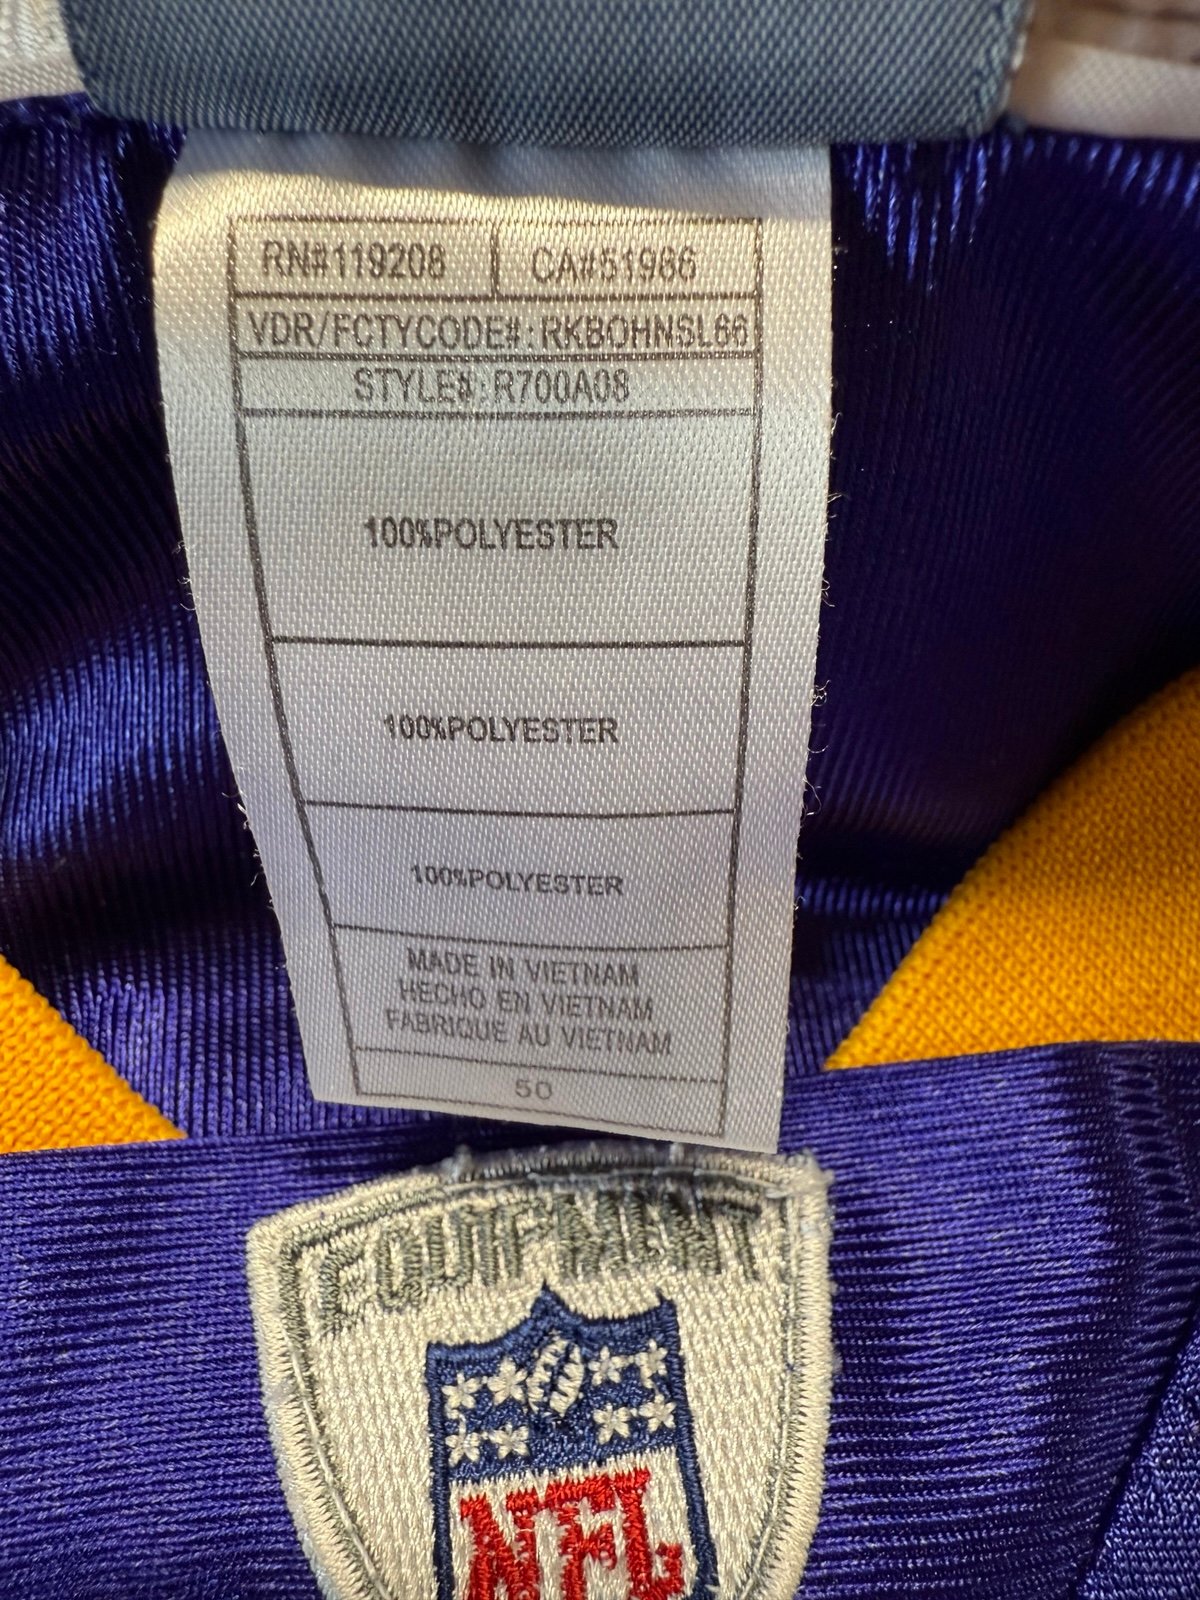 RN#119208 CA#51986
VDR/FCTYCODE#:RKBOHNSL66
STYLE#:R700A08
100%POLYESTER
100%POLYESTER
100%POLYESTER
MADE IN VIETNAM
HECHO EN VIETNAM
FABRIQUE AU VIETNAM
50
EQUIPMENT
NFL